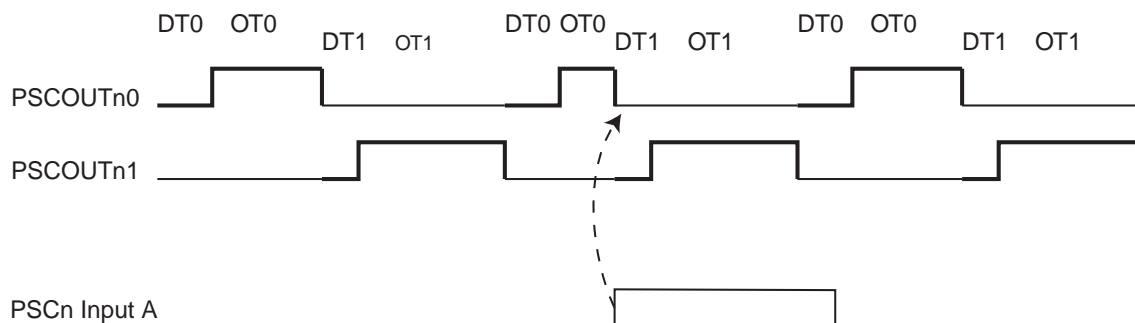 DT0 OT0 DT1 OT1 DT0 OT0 DT1 OT1 DT0 OT0 DT1 OT1
PSCOUTn0
PSCOUTn1
PSCn Input A